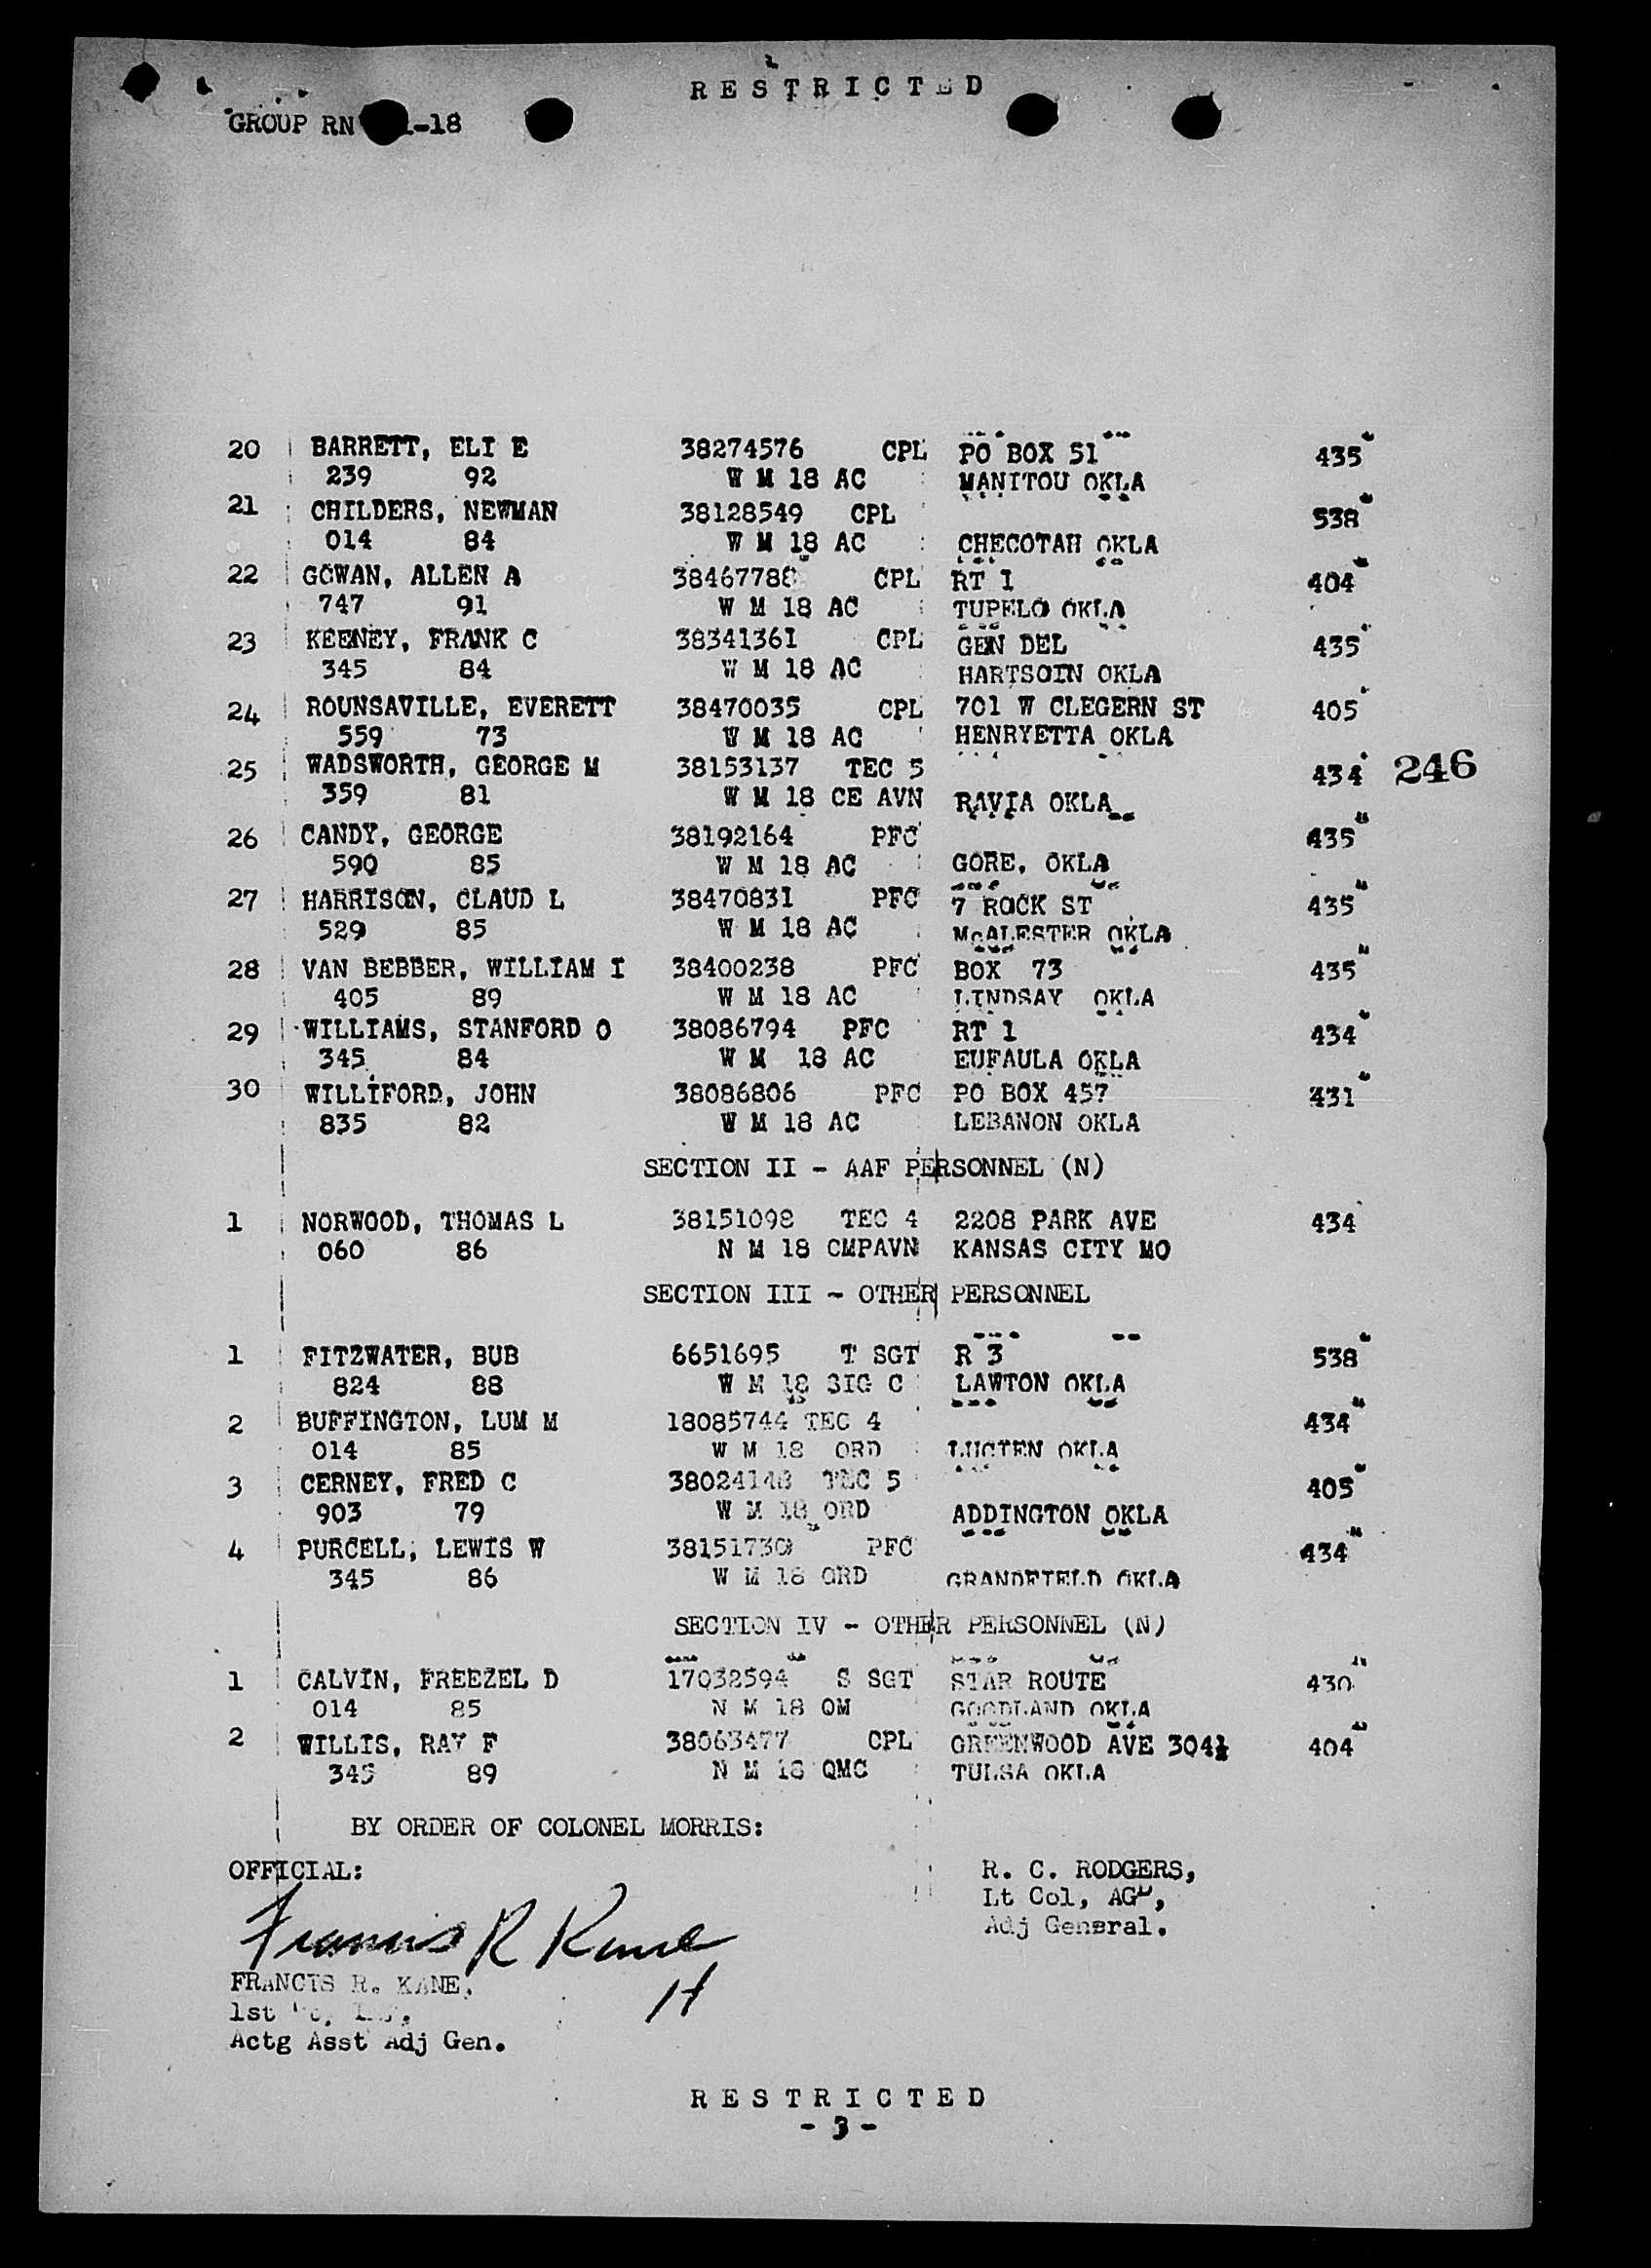 RESTRICTED
GROUP RN -18
20 BARRETT, ELI E 38274576 CPL PO BOX 51 435
239 92 W M 18 AC MANITOU OKLA
21 CHILDERS, NEWMAN 38128549 CPL 538
014 84 W M 18 AC CHECOTAH OKLA
22 GOWAN, ALLEN A 38467788 CPL RT 1 404
747 91 W M 18 AC TUPELO OKLA
23 KEENEY, FRANK C 38341361 CPL GEN DEL 435
345 84 W M 18 AC HARTSOIN OKLA
24 ROUNSAVILLE, EVERETT 38470035 CPL 701 W CLEGERN ST 405
559 73 W M 18 AC HENRYETTA OKLA
25 WADSWORTH, GEORGE M 38153137 TEC 5 434 246
359 81 W M 18 CE AVN RAVIA OKLA
26 CANDY, GEORGE 38192164 PFC 435
590 85 W M 18 AC GORE, OKLA
27 HARRISON, CLAUD L 38470831 PFC 7 ROCK ST 435
529 85 W M 18 AC McALESTER OKLA
28 VAN BEBBER, WILLIAM I 38400238 PFC BOX 73 435
405 89 W M 18 AC LINDSAY OKLA
29 WILLIAMS, STANFORD O 38086794 PFC RT 1 434
345 84 W M 18 AC EUFAULA OKLA
30 WILLIFORD, JOHN 38086806 PFC PO BOX 457 431
835 82 W M 18 AC LEBANON OKLA
SECTION II - AAF PERSONNEL (N)
1 NORWOOD, THOMAS L 38151098 TEC 4 2208 PARK AVE 434
060 86 N M 18 CMPAVN KANSAS CITY MO
SECTION III - OTHER PERSONNEL
1 FITZWATER, BUB 6651695 T SGT R 3 538
824 88 W M 18 SIG C LAWTON OKLA
2 BUFFINGTON, LUM M 18085744 TEC 4 434
014 85 W M 18 ORD LUCIEN OKLA
3 CERNEY, FRED C 38024148 TEC 5 405
903 79 W M 18 ORD ADDINGTON OKLA
4 PURCELL, LEWIS W 38151730 PFC 434
345 86 W M 18 ORD GRANDFIELD OKLA
SECTION IV - OTHER PERSONNEL (N)
1 CALVIN, FREEZEL D 17032594 S SGT STAR ROUTE 430
014 85 N M 18 QM GOODLAND OKLA
2 WILLIS, RAY F 38063477 CPL GREENWOOD AVE 304½ 404
345 89 N M 18 QMC TULSA OKLA
BY ORDER OF COLONEL MORRIS:
OFFICIAL: R. C. RODGERS,
Lt Col, AGD,
Adj General.
Francis R Kane
H
FRANCIS R. KANE,
1st
Actg Asst Adj Gen.
RESTRICTED
- 3 -